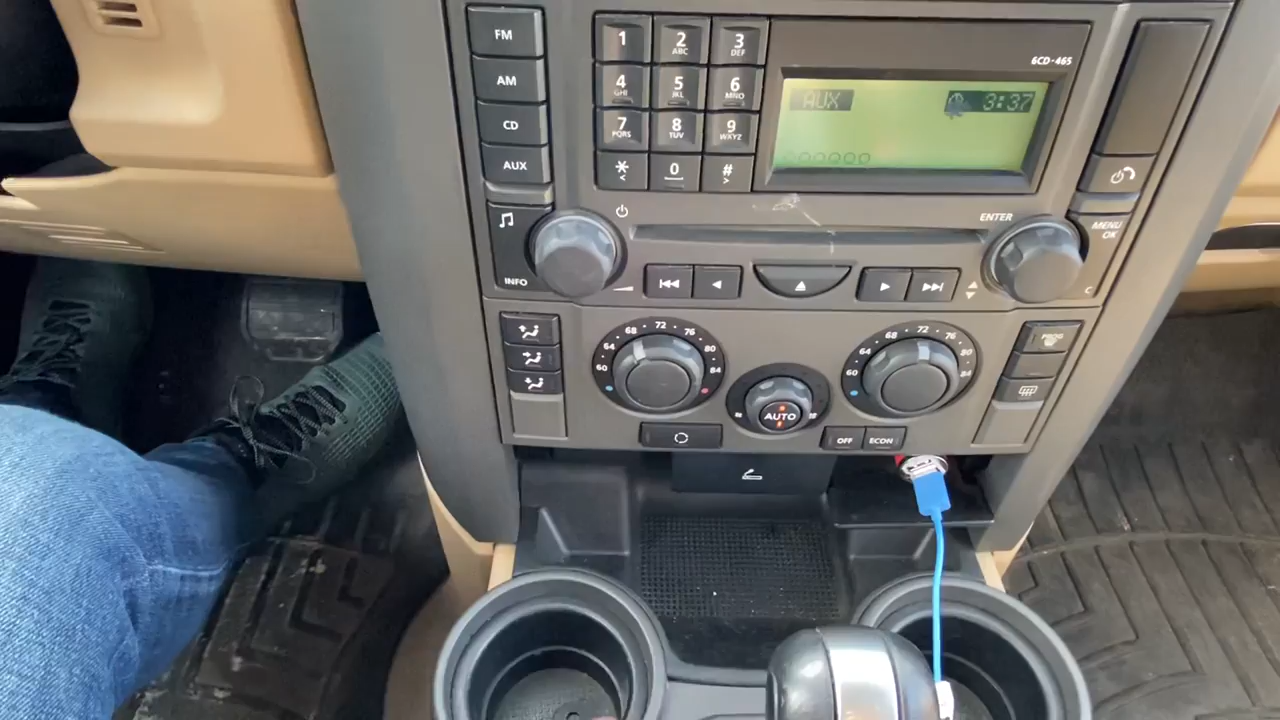 FM
AM
CD
AUX
INFO
1
2 ABC
3 DEF
4 GHI
5 JKL
6 MNO
7 PQRS
8 TUV
9 WXYZ
* <
0
# >
6CD-465
AUX 3:37
ENTER
MENU OK
C
60 64 68 72 76 80 84
60 64 68 72 76 80 84
AUTO
OFF
ECON